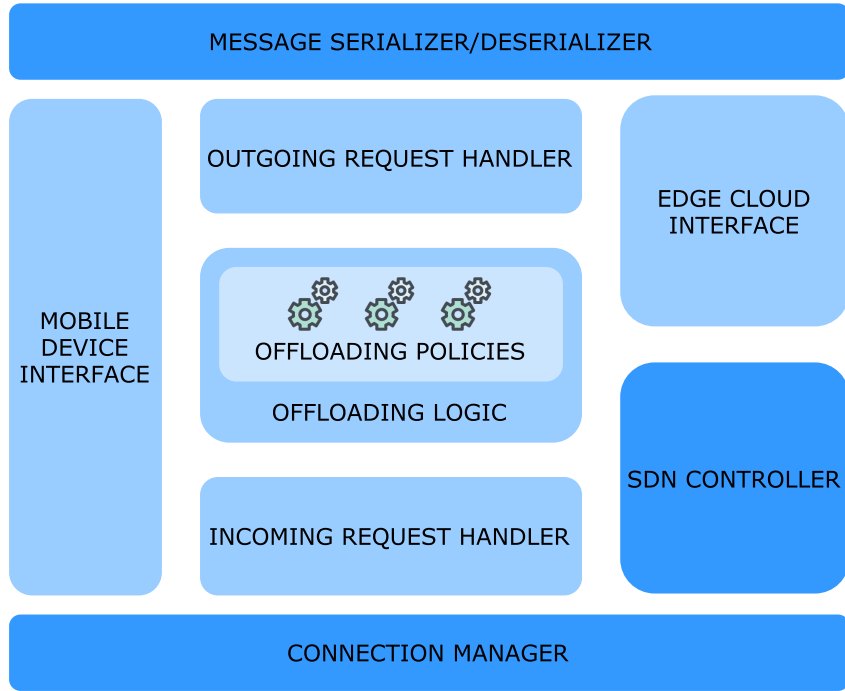 MESSAGE SERIALIZER/DESERIALIZER
MOBILE
DEVICE
INTERFACE
OUTGOING REQUEST HANDLER
OFFLOADING POLICIES
OFFLOADING LOGIC
INCOMING REQUEST HANDLER
EDGE CLOUD
INTERFACE
SDN CONTROLLER
CONNECTION MANAGER